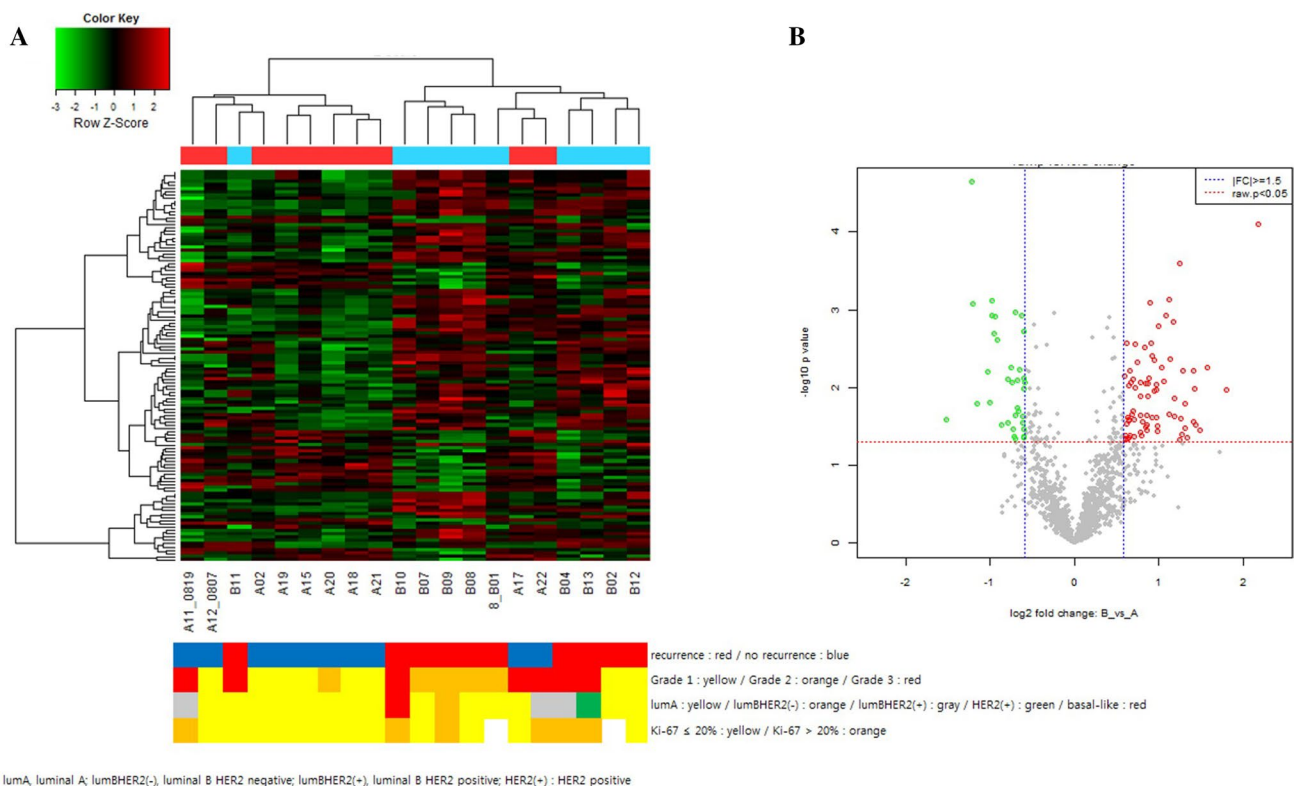 A
Color Key
-3 -1 0 1 2
Row Z-Score
A11_0819 A12_0807 B11 A02 A19 A15 A20 A18 A21 B10 B07 B09 B08 8_B01 A17 A22 B04 B13 B02 B12
recurrence : red / no recurrence : blue
Grade 1 : yellow / Grade 2 : orange / Grade 3 : red
lumA : yellow / lumBHER2(-) : orange / lumBHER2(+) : gray / HER2(+) : green / basal-like : red
Ki-67 ≤ 20% : yellow / Ki-67 > 20% : orange
lumA, luminal A; lumBHER2(-), luminal B HER2 negative; lumBHER2(+), luminal B HER2 positive; HER2(+) : HER2 positive
B
|FC|>=1.5
raw.p<0.05
-log10 p value
4
3
2
1
0
-2 -1 0 1 2
log2 fold change: B_vs_A